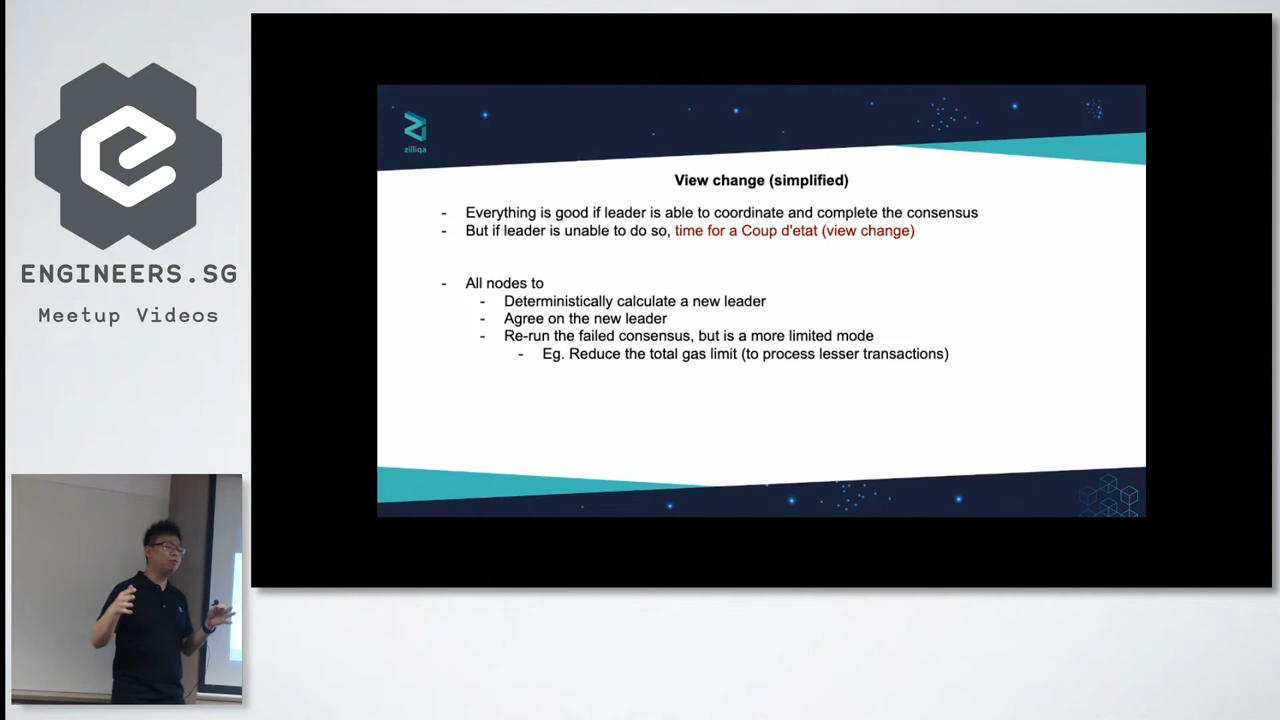 ENGINEERS.SG
Meetup Videos
zilliqa
View change (simplified)
- Everything is good if leader is able to coordinate and complete the consensus
- But if leader is unable to do so, time for a Coup d'etat (view change)
- All nodes to
- Deterministically calculate a new leader
- Agree on the new leader
- Re-run the failed consensus, but is a more limited mode
- Eg. Reduce the total gas limit (to process lesser transactions)